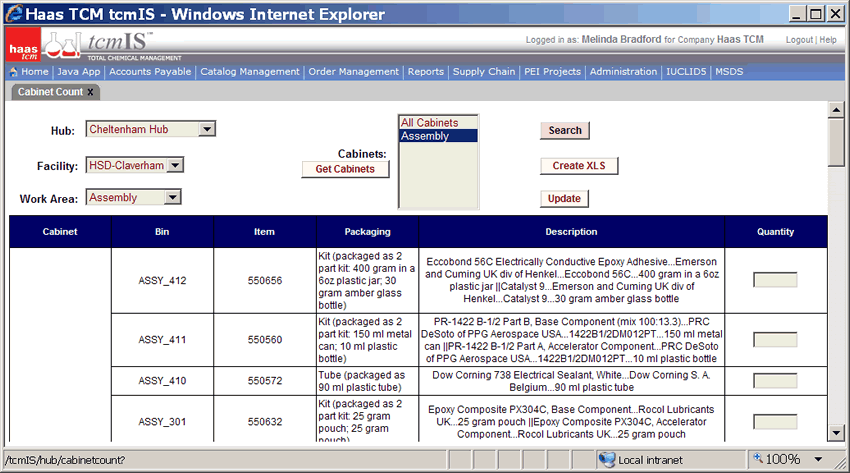 Haas TCM tcmIS - Windows Internet Explorer
haas tcm
tcmIS™
TOTAL CHEMICAL MANAGEMENT
Logged in as: Melinda Bradford for Company Haas TCM
Logout | Help
Home | Java App | Accounts Payable | Catalog Management | Order Management | Reports | Supply Chain | PEI Projects | Administration | IUCLID5 | MSDS
Cabinet Count x
Hub: Cheltenham Hub
Facility: HSD-Claverham
Work Area: Assembly
Cabinets:
Get Cabinets
All Cabinets
Assembly
Search
Create XLS
Update
Cabinet Bin Item Packaging Description Quantity
ASSY_412
550656
Kit (packaged as 2
part kit: 400 gram in a
6oz plastic jar; 30
gram amber glass
bottle)
Eccobond 56C Electrically Conductive Epoxy Adhesive...Emerson
and Cuming UK div of Henkel...Eccobond 56C...400 gram in a 6oz
plastic jar ||Catalyst 9...Emerson and Cuming UK div of
Henkel...Catalyst 9...30 gram amber glass bottle
ASSY_411
550560
Kit (packaged as 2
part kit: 150 ml metal
can; 10 ml plastic
bottle)
PR-1422 B-1/2 Part B, Base Component (mix 100:13.3)...PRC
DeSoto of PPG Aerospace USA...1422B1/2DM012PT...150 ml metal
can ||PR-1422 B-1/2 Part A, Accelerator Component...PRC DeSoto
of PPG Aerospace USA...1422B1/2DM012PT...10 ml plastic bottle
ASSY_410
550572
Tube (packaged as
90 ml plastic tube)
Dow Corning 738 Electrical Sealant, White...Dow Corning S. A.
Belgium...90 ml plastic tube
ASSY_301
550632
Kit (packaged as 2
part kit: 25 gram
pouch; 25 gram
pouch)
Epoxy Composite PX304C, Base Component...Rocol Lubricants
UK...25 gram pouch ||Epoxy Composite PX304C, Accelerator
Component...Rocol Lubricants UK...25 gram pouch
/tcmIS/hub/cabinetcount?
Local intranet
100%